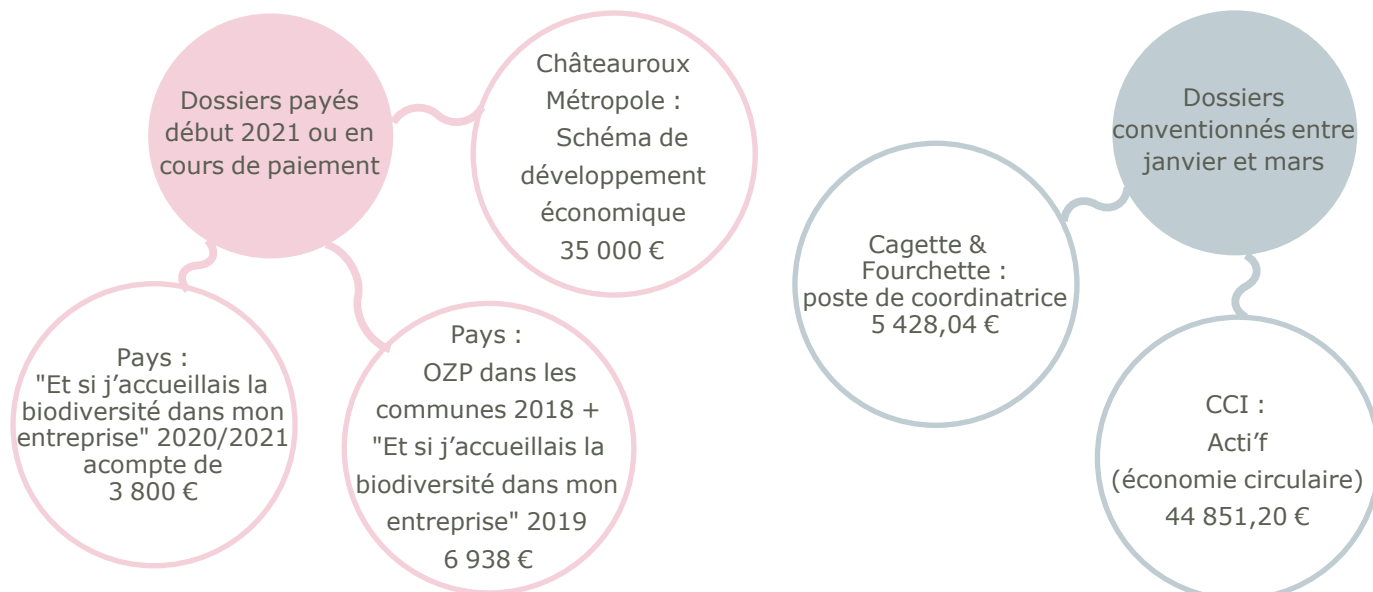 Dossiers payés
début 2021 ou en
cours de paiement
Châteauroux
Métropole :
Schéma de
développement
économique
35 000 €
Pays :
"Et si j’accueillais la
biodiversité dans mon
entreprise" 2020/2021
acompte de
3 800 €
Pays :
OZP dans les
communes 2018 +
"Et si j’accueillais la
biodiversité dans mon
entreprise" 2019
6 938 €
Dossiers
conventionnés entre
janvier et mars
Cagette &
Fourchette :
poste de coordinatrice
5 428,04 €
CCI :
Acti’f
(économie circulaire)
44 851,20 €